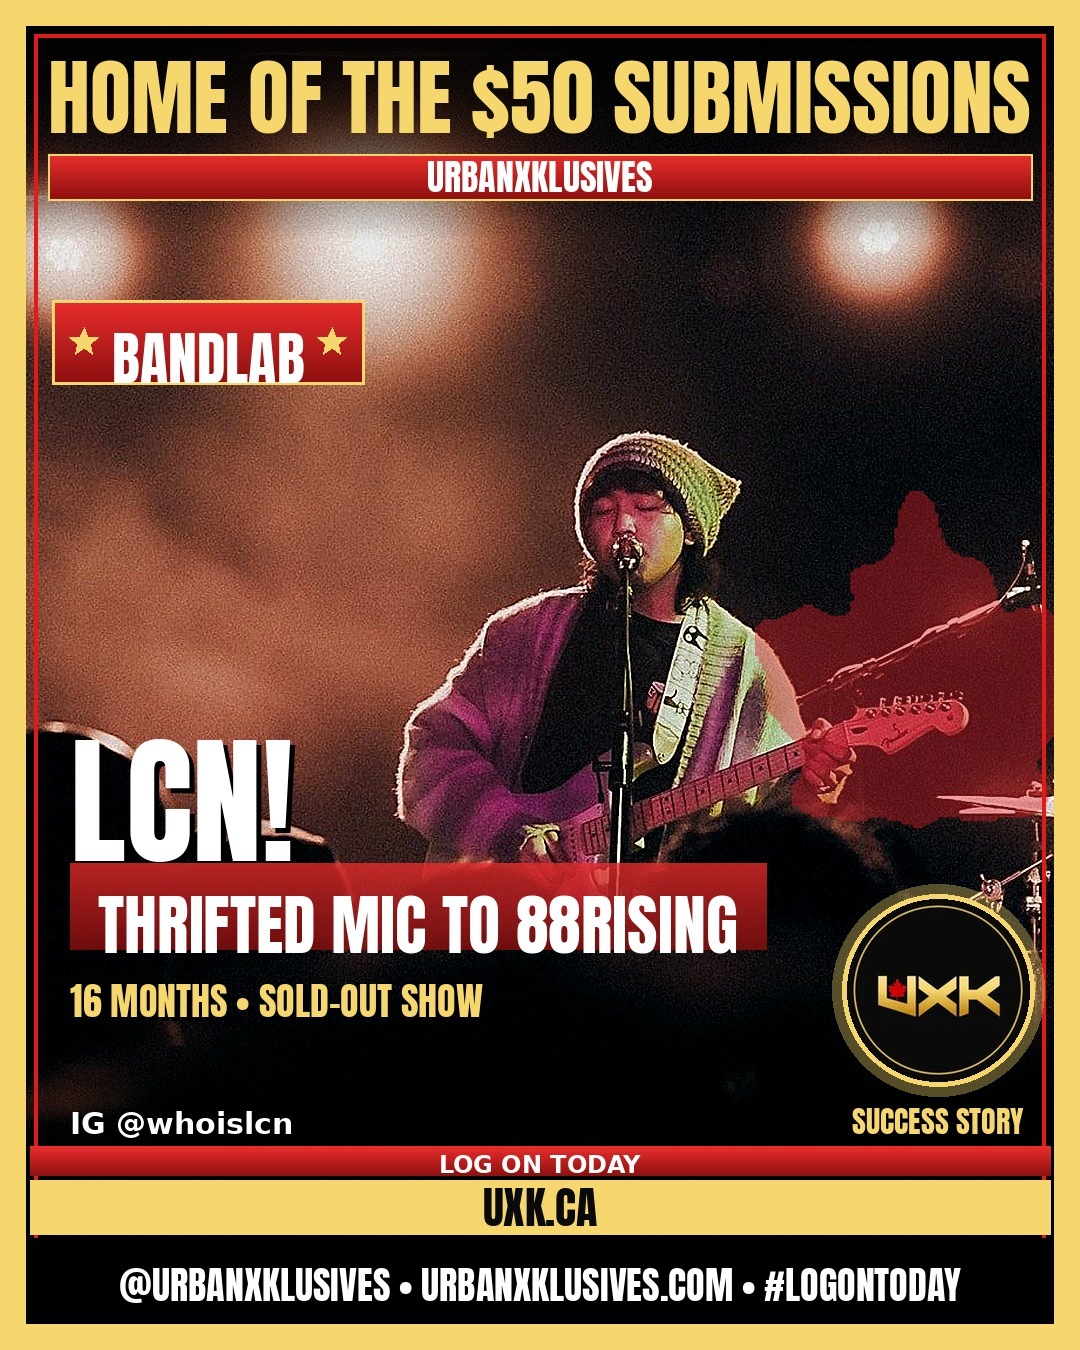 HOME OF THE $50 SUBMISSIONS
URBANXKLUSIVES
BANDLAB
LCN!
THRIFTED MIC TO 88RISING
16 MONTHS • SOLD-OUT SHOW
UXK
IG @whoislcn
SUCCESS STORY
LOG ON TODAY
UXK.CA
@URBANXKLUSIVES • URBANXKLUSIVES.COM • #LOGONTODAY